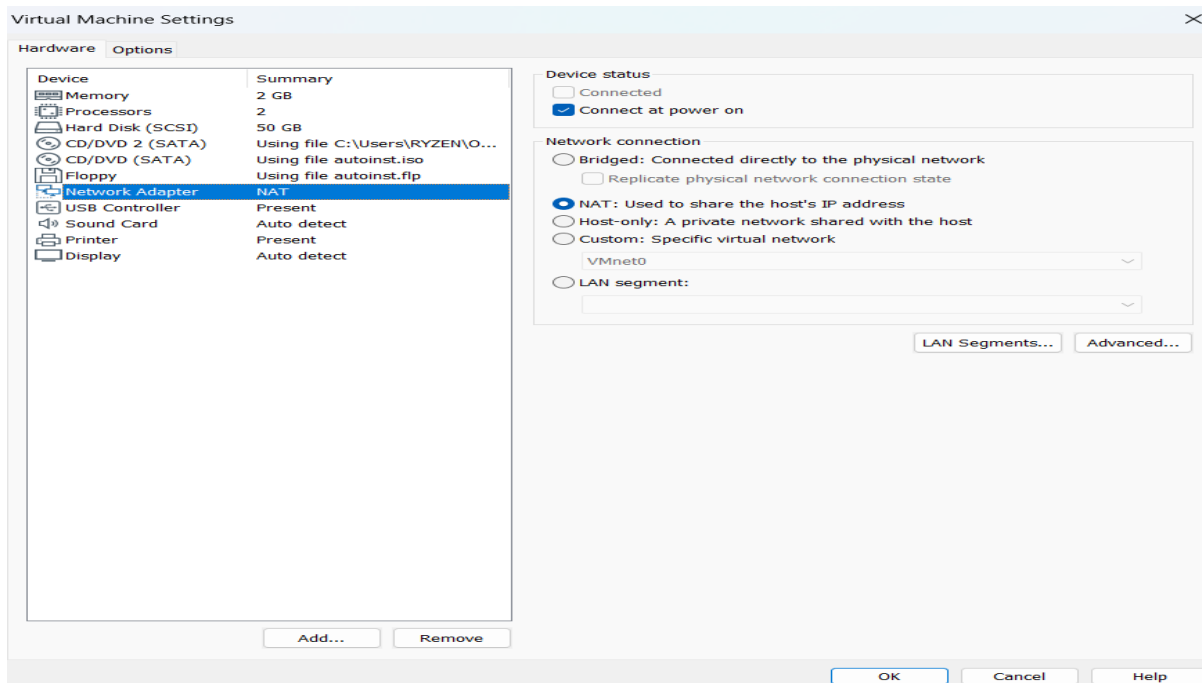 Virtual Machine Settings
Hardware Options
Device Summary
Memory 2 GB
Processors 2
Hard Disk (SCSI) 50 GB
CD/DVD 2 (SATA) Using file C:\Users\RYZEN\O...
CD/DVD (SATA) Using file autoinst.iso
Floppy Using file autoinst.flp
Network Adapter NAT
USB Controller Present
Sound Card Auto detect
Printer Present
Display Auto detect
Add... Remove
Device status
Connected
Connect at power on
Network connection
Bridged: Connected directly to the physical network
Replicate physical network connection state
NAT: Used to share the host's IP address
Host-only: A private network shared with the host
Custom: Specific virtual network
VMnet0
LAN segment:
LAN Segments... Advanced...
OK Cancel Help